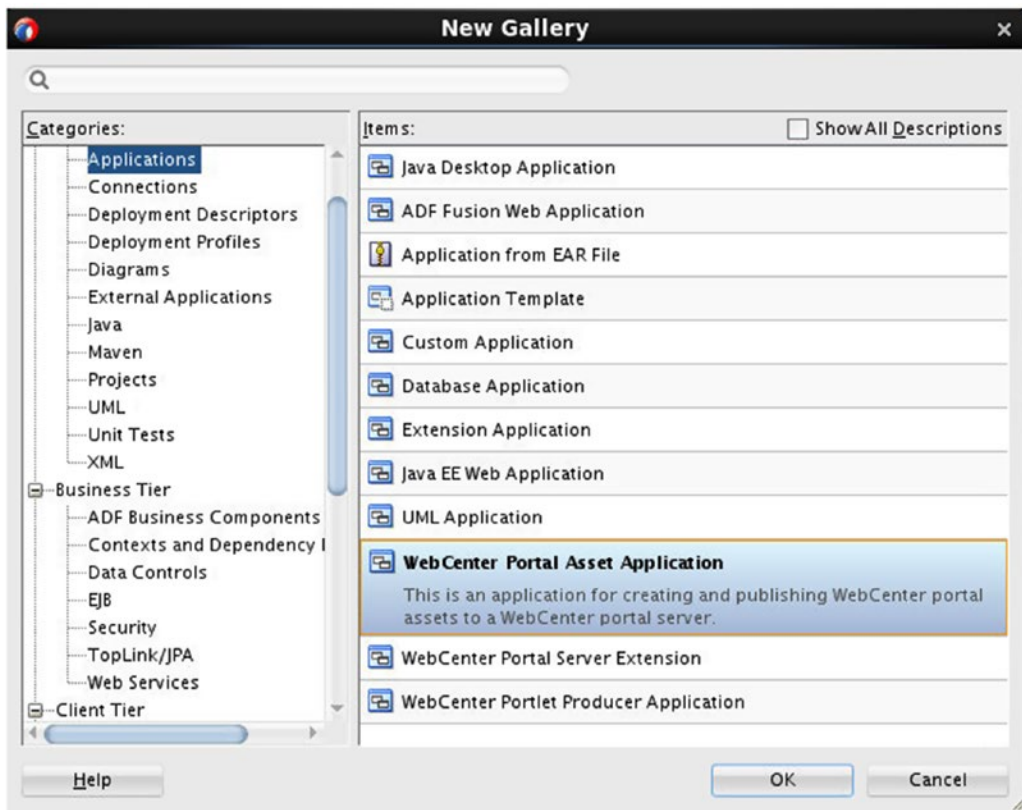 New Gallery
Categories:
Applications
Connections
Deployment Descriptors
Deployment Profiles
Diagrams
External Applications
Java
Maven
Projects
UML
Unit Tests
XML
Business Tier
ADF Business Components
Contexts and Dependency I
Data Controls
EJB
Security
TopLink/JPA
Web Services
Client Tier
Items:
Show All Descriptions
Java Desktop Application
ADF Fusion Web Application
Application from EAR File
Application Template
Custom Application
Database Application
Extension Application
Java EE Web Application
UML Application
WebCenter Portal Asset Application
This is an application for creating and publishing WebCenter portal
assets to a WebCenter portal server.
WebCenter Portal Server Extension
WebCenter Portlet Producer Application
Help
OK
Cancel